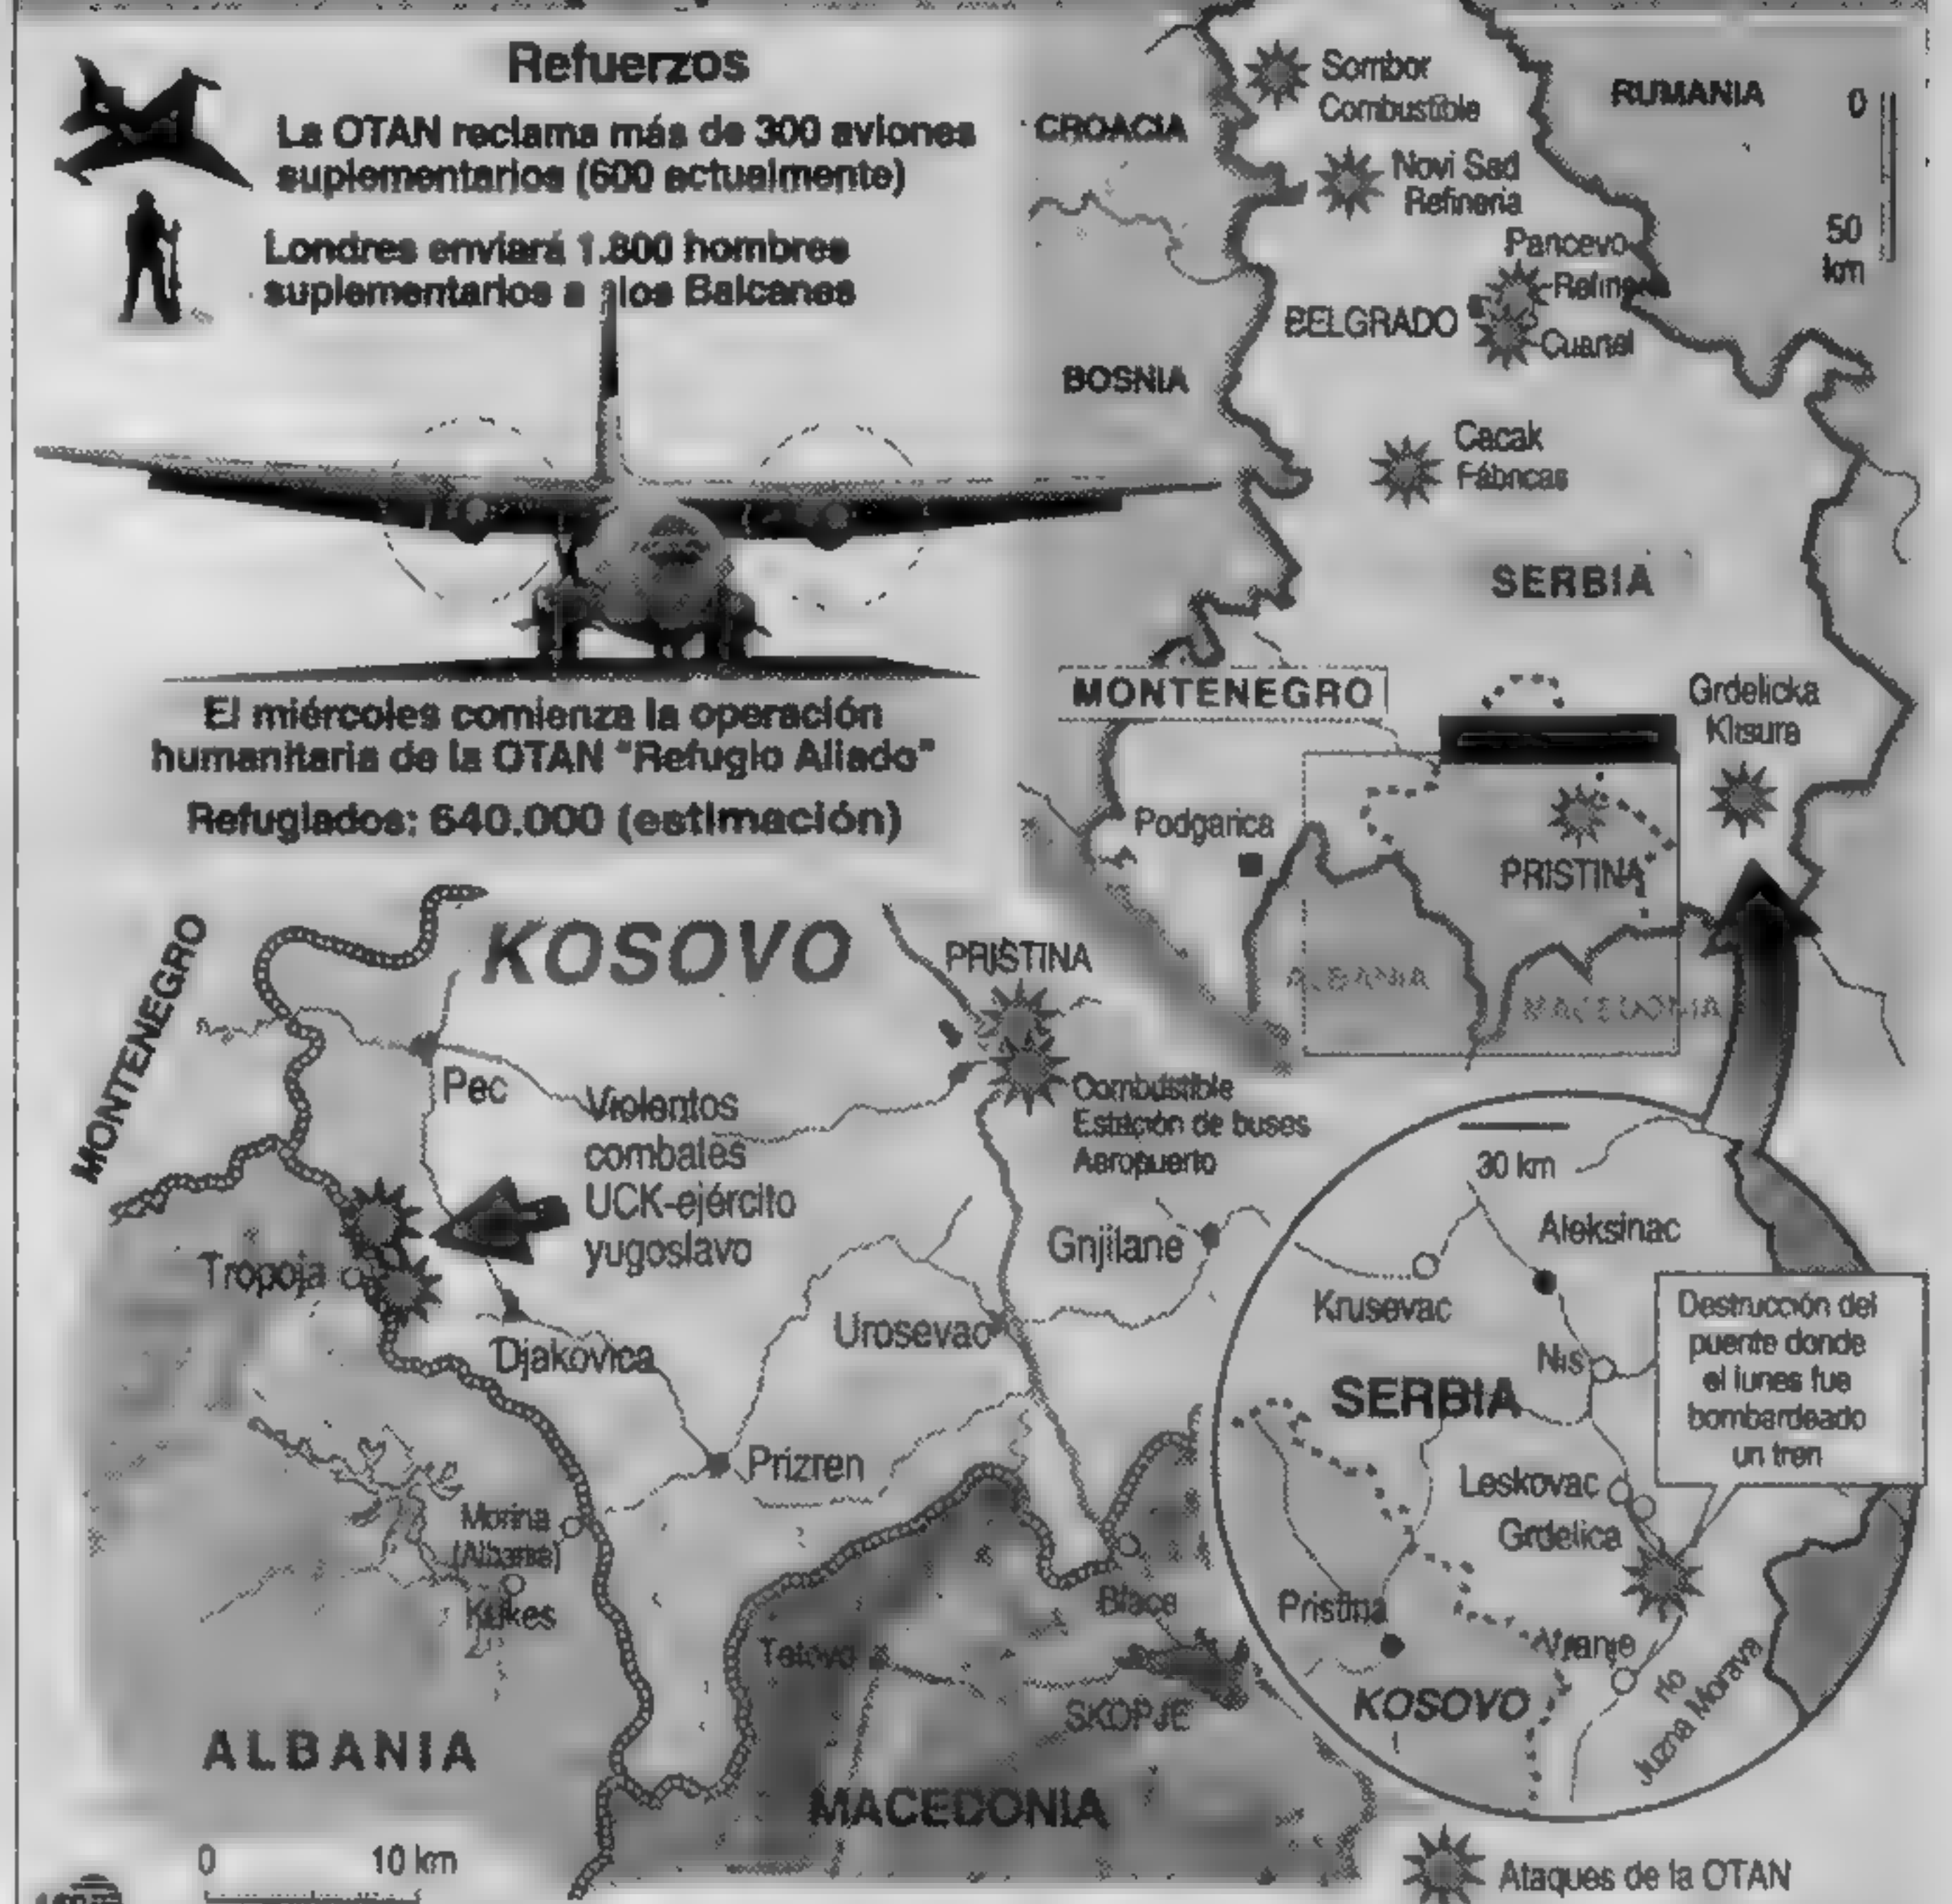 Refuerzos
La OTAN reclama más de 300 aviones
suplementarios (600 actualmente)
Londres enviará 1.800 hombres
suplementarios a los Balcanes
El miércoles comienza la operación
humanitaria de la OTAN "Refugio Aliado"
Refugiados: 640.000 (estimación)
CROACIA
Sombor
Combustible
RUMANIA
0
50
km
Novi Sad
Refineria
Pancevo
BELGRADO
Cuartel
BOSNIA
Cacak
Fábricas
SERBIA
MONTENEGRO
Grdelicka
Klisura
Podgarica
PRISTINA
ALBANIA
MACEDONIA
MONTENEGRO
KOSOVO
PRISTINA
Pec
Violentos
combates
UCK-ejército
yugoslavo
Combustible
Estación de buses
Aeropuerto
Tropoja
Gnjilane
Djakovica
Urosevac
Prizren
Morina
(Albania)
Kukes
Blace
Tetovo
SKOPJE
ALBANIA
MACEDONIA
0 10 km
30 km
Aleksinac
Krusevac
Nis
SERBIA
Destrucción del
puente donde
el lunes fue
bombardeado
un tren
Leskovac
Grdelica
Pristina
Vranje
KOSOVO
río
Juzna Morava
Ataques de la OTAN